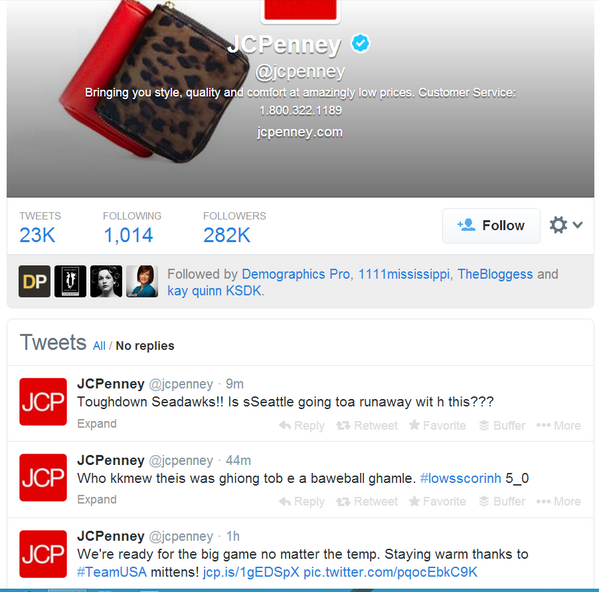 JCPenney
@jcpenney
Bringing you style, quality and comfort at amazingly low prices. Customer Service:
1.800.322.1189
jcpenney.com
TWEETS FOLLOWING FOLLOWERS
23K 1,014 282K
Follow
DP
Followed by Demographics Pro, 1111mississippi, TheBloggess and
kay quinn KSDK.
Tweets All / No replies
JCPenney @jcpenney · 9m
JCP
Toughdown Seadawks!! Is sSeattle going toa runaway wit h this???
Expand Reply Retweet Favorite Buffer More
JCPenney @jcpenney · 44m
JCP
Who kkmew theis was ghiong tob e a baweball ghamle. #lowsscorinh 5_0
Expand Reply Retweet Favorite Buffer More
JCPenney @jcpenney · 1h
JCP
We're ready for the big game no matter the temp. Staying warm thanks to
#TeamUSA mittens! jcp.is/1gEDSpX pic.twitter.com/pqocEbkC9K